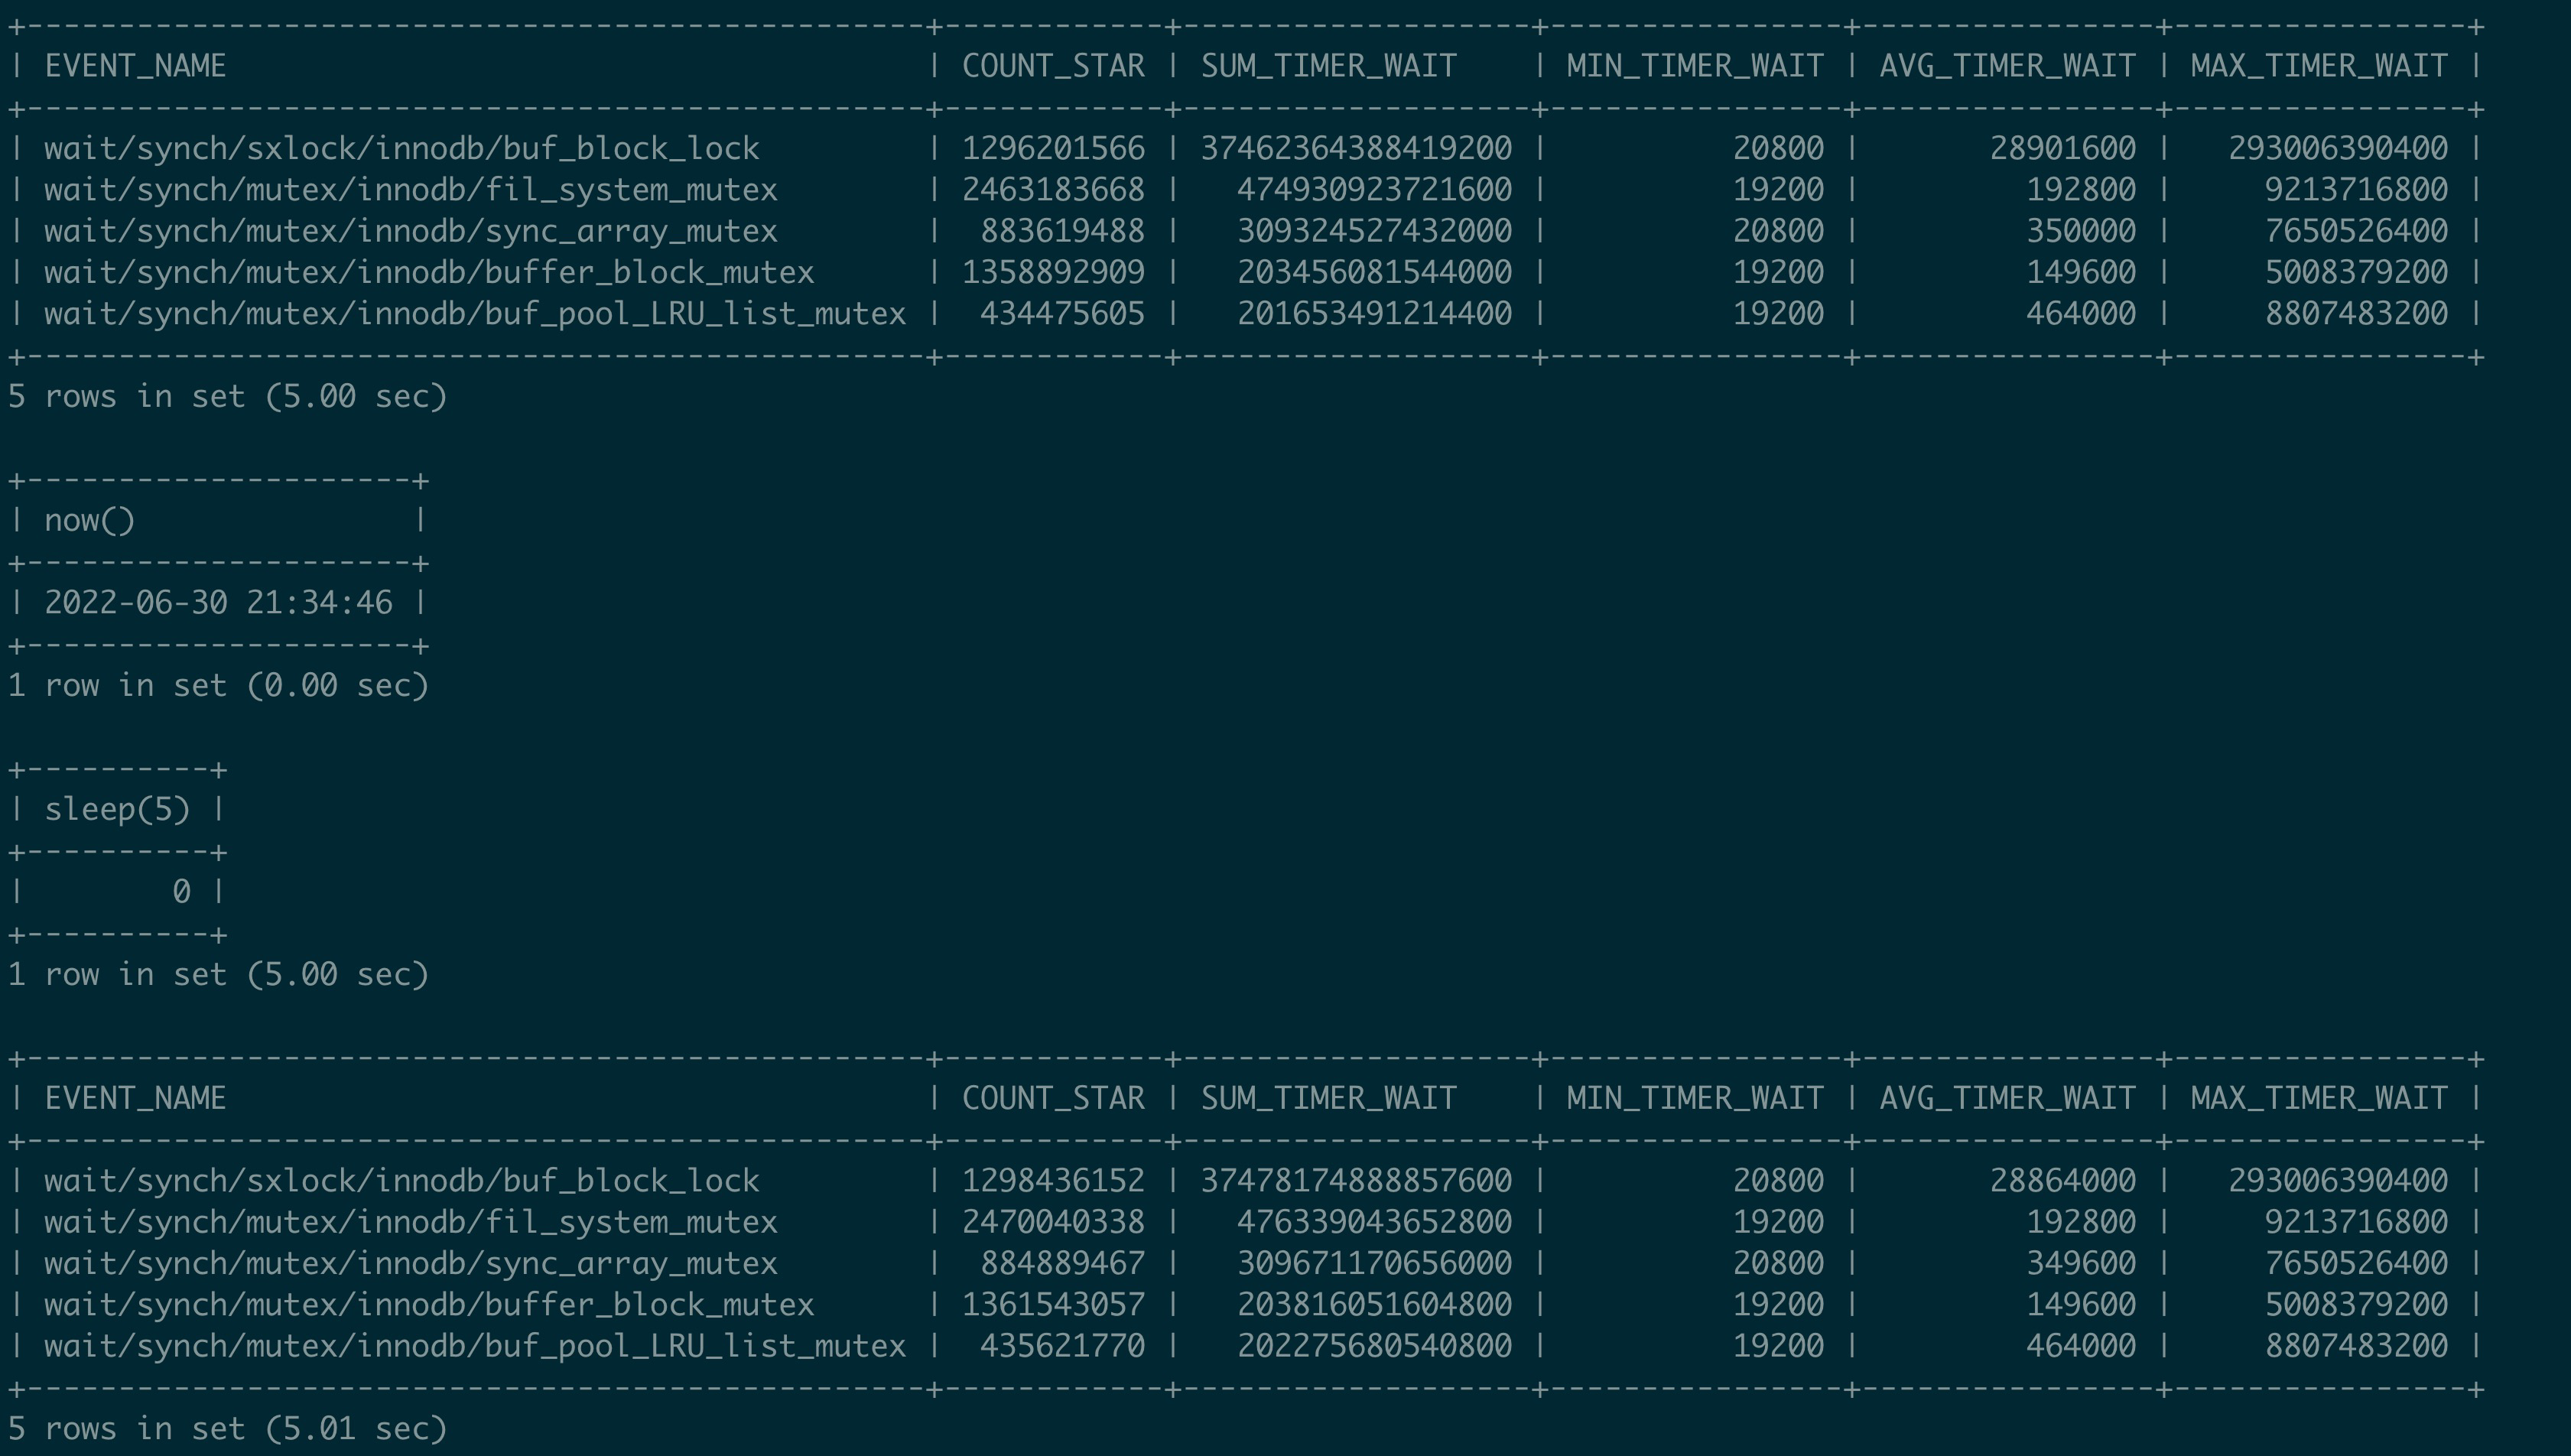 +-------------------------------------------------+------------+-------------------+----------------+----------------+----------------+
| EVENT_NAME                                      | COUNT_STAR | SUM_TIMER_WAIT    | MIN_TIMER_WAIT | AVG_TIMER_WAIT | MAX_TIMER_WAIT |
+-------------------------------------------------+------------+-------------------+----------------+----------------+----------------+
| wait/synch/sxlock/innodb/buf_block_lock         | 1296201566 | 37462364388419200 |          20800 |       28901600 |   293006390400 |
| wait/synch/mutex/innodb/fil_system_mutex        | 2463183668 |   474930923721600 |          19200 |         192800 |     9213716800 |
| wait/synch/mutex/innodb/sync_array_mutex        |  883619488 |   309324527432000 |          20800 |         350000 |     7650526400 |
| wait/synch/mutex/innodb/buffer_block_mutex      | 1358892909 |   203456081544000 |          19200 |         149600 |     5008379200 |
| wait/synch/mutex/innodb/buf_pool_LRU_list_mutex |  434475605 |   201653491214400 |          19200 |         464000 |     8807483200 |
+-------------------------------------------------+------------+-------------------+----------------+----------------+----------------+
5 rows in set (5.00 sec)

+---------------------+
| now()               |
+---------------------+
| 2022-06-30 21:34:46 |
+---------------------+
1 row in set (0.00 sec)

+----------+
| sleep(5) |
+----------+
|        0 |
+----------+
1 row in set (5.00 sec)

+-------------------------------------------------+------------+-------------------+----------------+----------------+----------------+
| EVENT_NAME                                      | COUNT_STAR | SUM_TIMER_WAIT    | MIN_TIMER_WAIT | AVG_TIMER_WAIT | MAX_TIMER_WAIT |
+-------------------------------------------------+------------+-------------------+----------------+----------------+----------------+
| wait/synch/sxlock/innodb/buf_block_lock         | 1298436152 | 37478174888857600 |          20800 |       28864000 |   293006390400 |
| wait/synch/mutex/innodb/fil_system_mutex        | 2470040338 |   476339043652800 |          19200 |         192800 |     9213716800 |
| wait/synch/mutex/innodb/sync_array_mutex        |  884889467 |   309671170656000 |          20800 |         349600 |     7650526400 |
| wait/synch/mutex/innodb/buffer_block_mutex      | 1361543057 |   203816051604800 |          19200 |         149600 |     5008379200 |
| wait/synch/mutex/innodb/buf_pool_LRU_list_mutex |  435621770 |   202275680540800 |          19200 |         464000 |     8807483200 |
+-------------------------------------------------+------------+-------------------+----------------+----------------+----------------+
5 rows in set (5.01 sec)